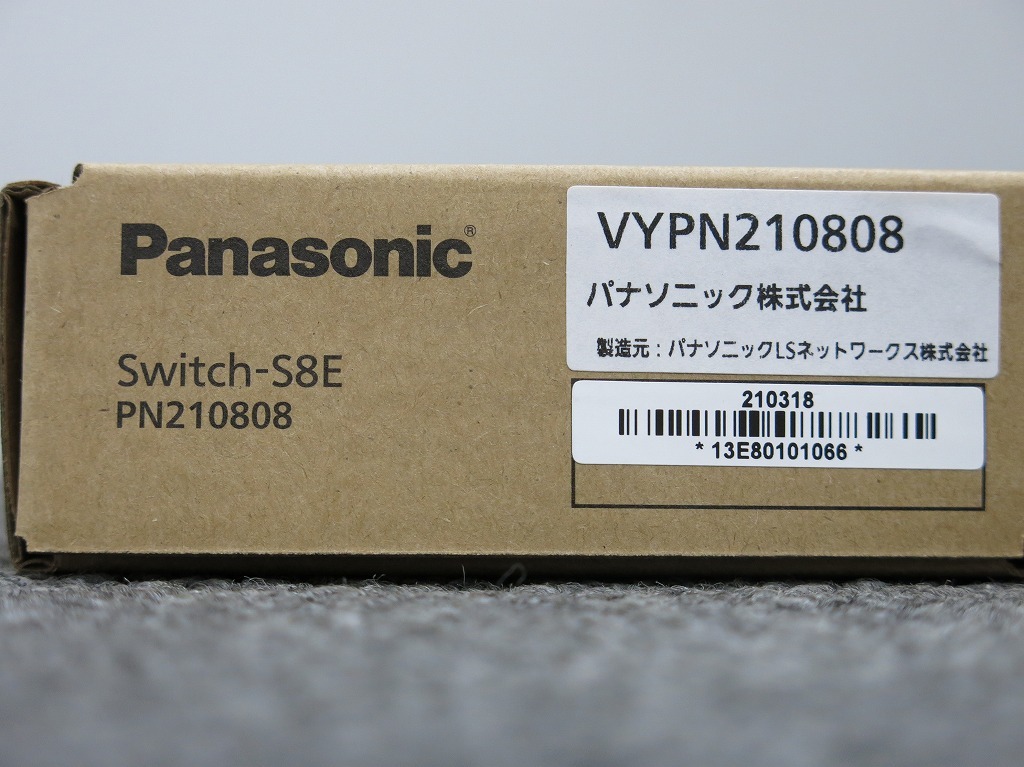 Panasonic®
Switch-S8E
PN210808
VYPN210808
パナソニック株式会社
製造元：パナソニックLSネットワークス株式会社
210318
*13E80101066*